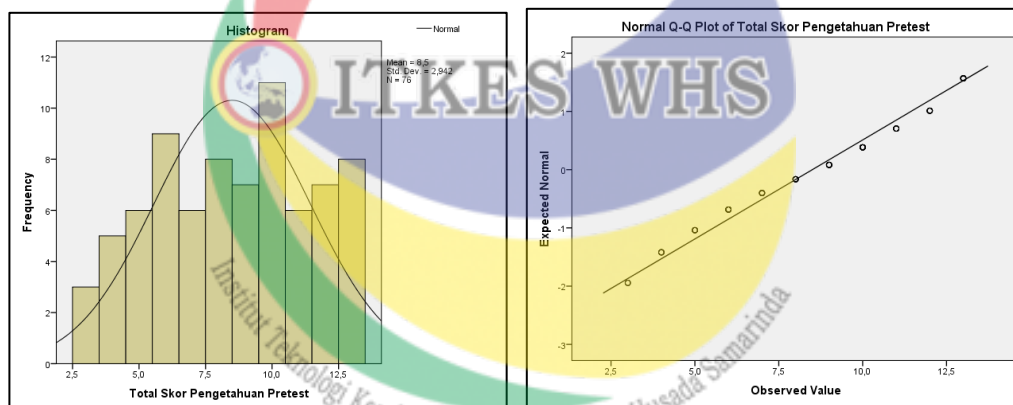 Histogram
Normal
Mean = 8,5
Std. Dev. = 2,942
N = 76
Frequency
12
10
8
6
4
2
0
2,5
5,0
7,5
10,0
12,5
Total Skor Pengetahuan Pretest
Normal Q-Q Plot of Total Skor Pengetahuan Pretest
Expected Normal
2
1
0
-1
-2
-3
2,5
5,0
7,5
10,0
12,5
Observed Value
ITKES WHS
Institut Teknologi Ke
Husada Samarinda